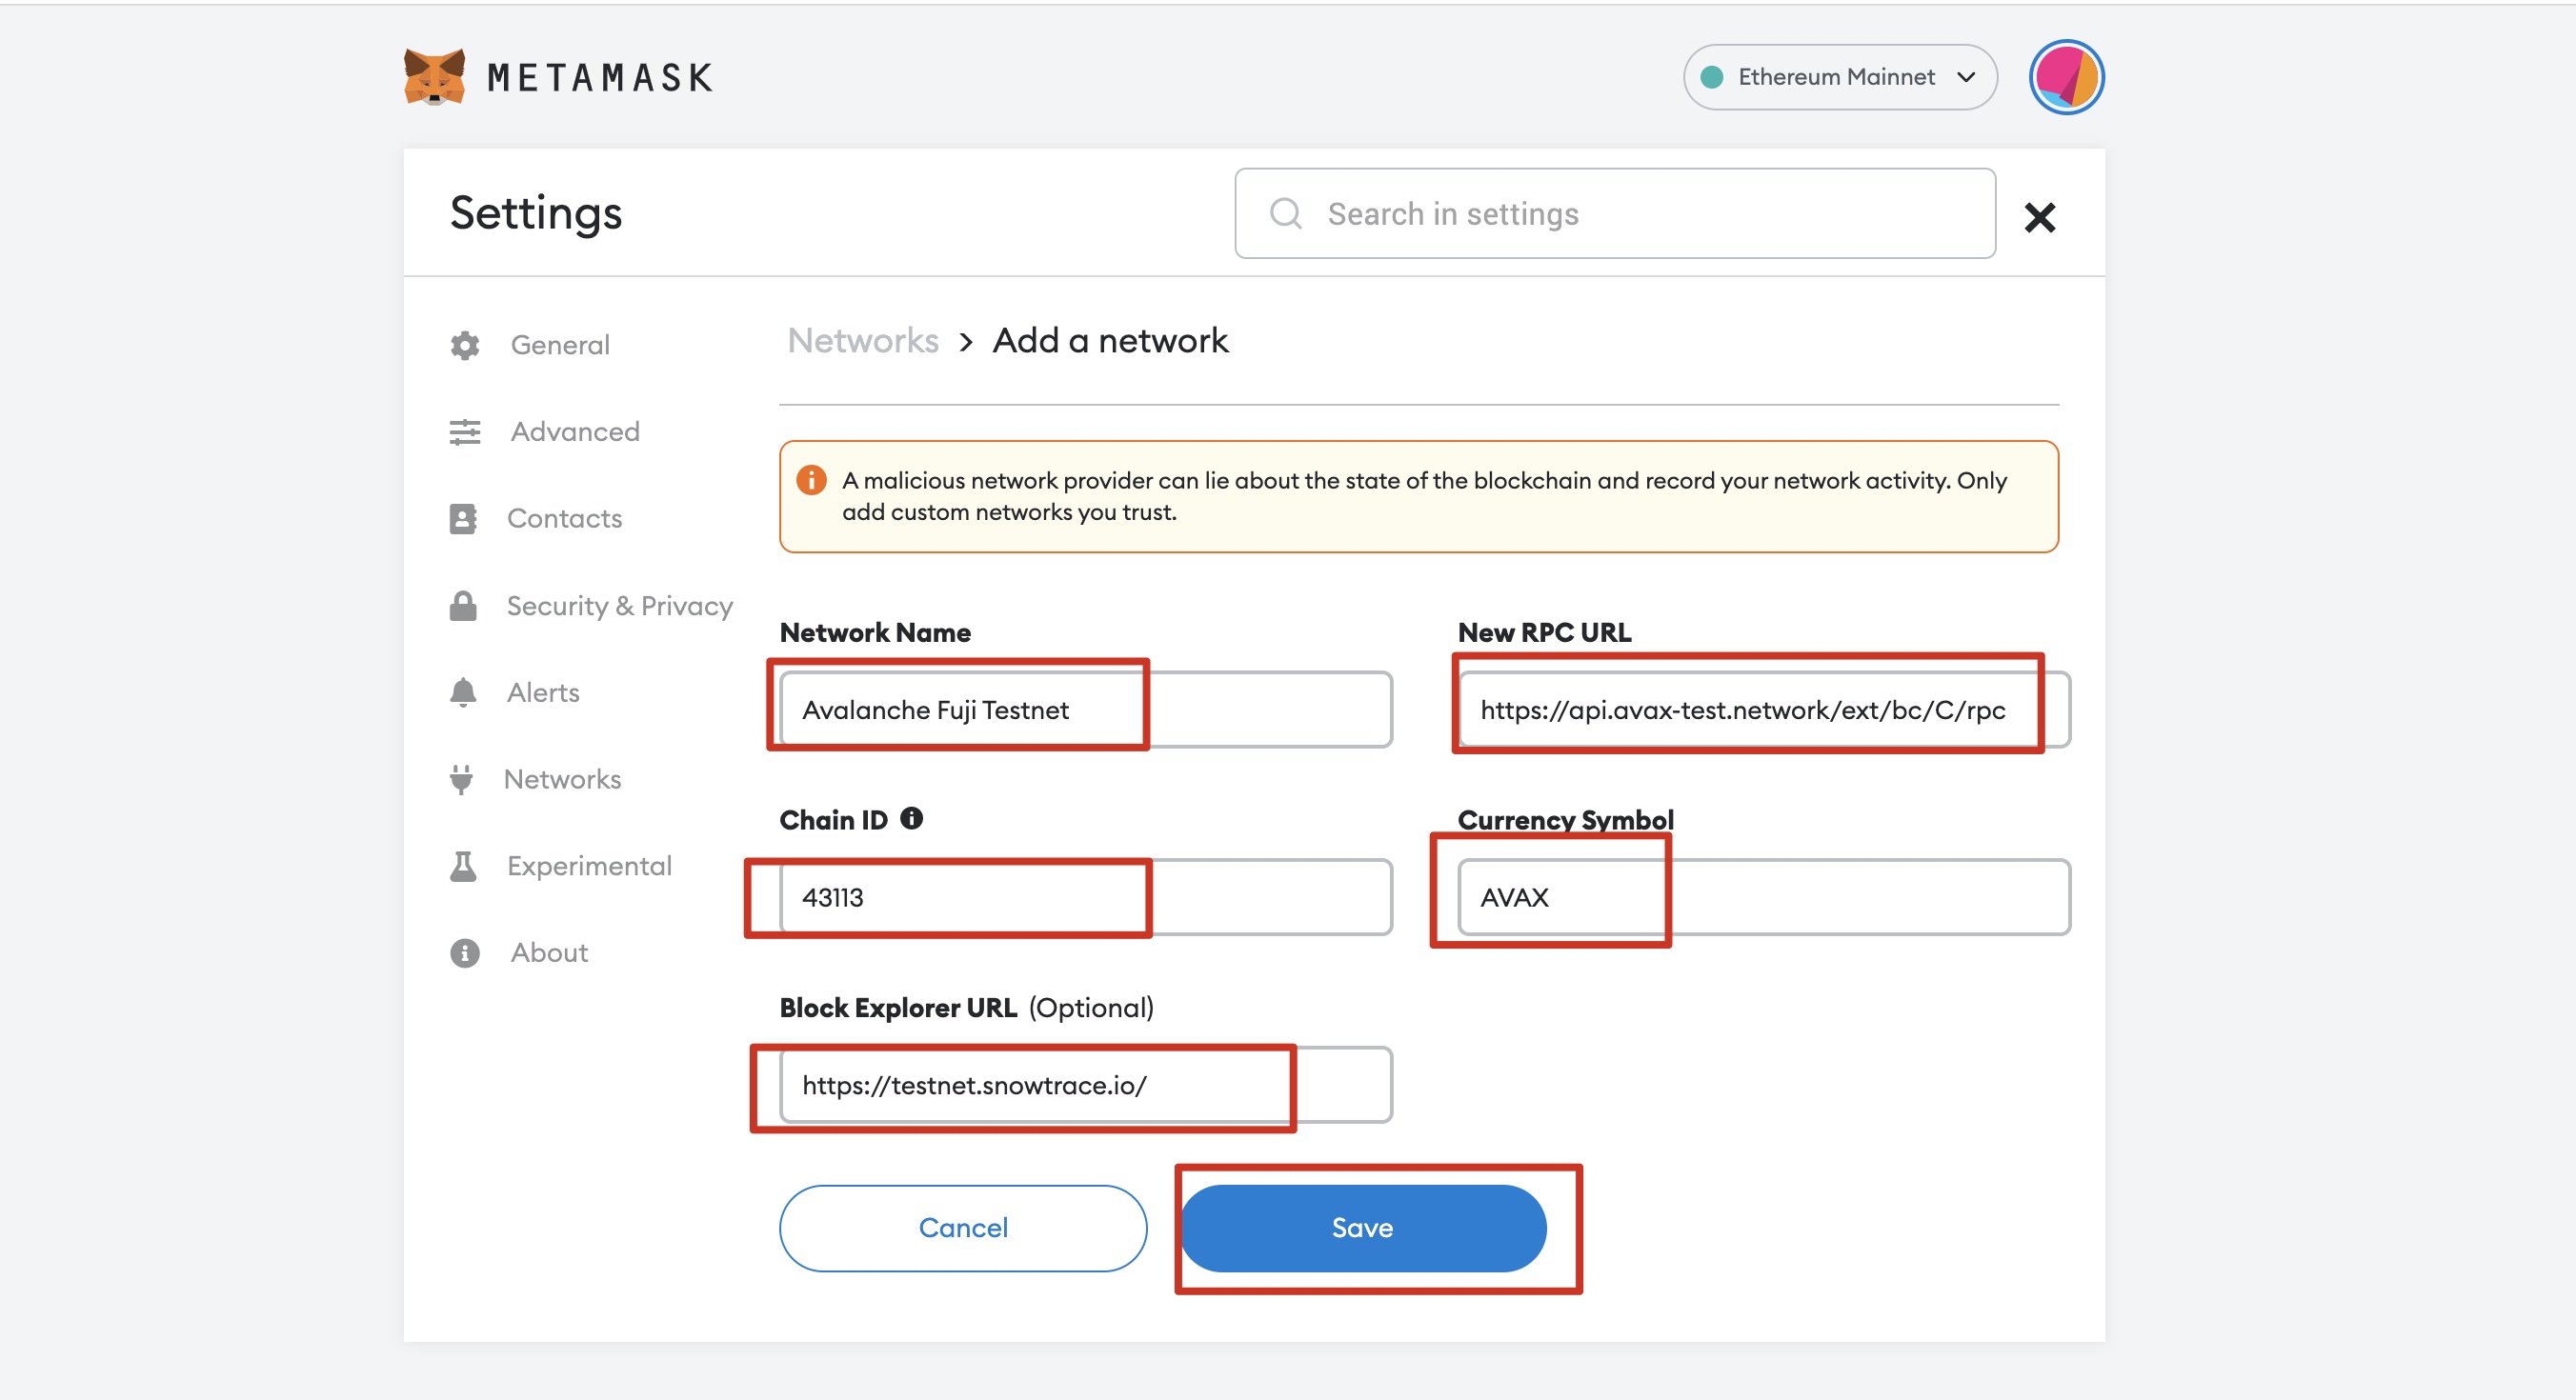 METAMASK
Ethereum Mainnet
Settings
Search in settings
General
Advanced
Contacts
Security & Privacy
Alerts
Networks
Experimental
About
Networks > Add a network
A malicious network provider can lie about the state of the blockchain and record your network activity. Only
add custom networks you trust.
Network Name
Avalanche Fuji Testnet
New RPC URL
https://api.avax-test.network/ext/bc/C/rpc
Chain ID
43113
Currency Symbol
AVAX
Block Explorer URL (Optional)
https://testnet.snowtrace.io/
Cancel
Save